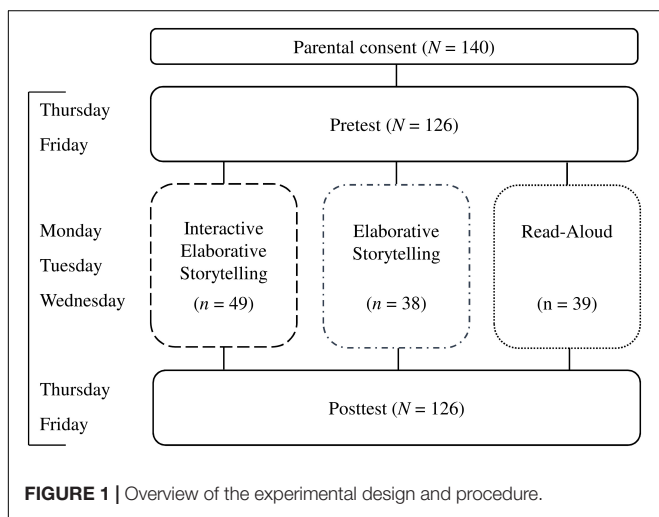 Parental consent (N = 140)
Thursday
Friday
Pretest (N = 126)
Monday
Tuesday
Wednesday
Interactive
Elaborative
Storytelling
(n = 49)
Elaborative
Storytelling
(n = 38)
Read-Aloud
(n = 39)
Thursday
Friday
Posttest (N = 126)
FIGURE 1 | Overview of the experimental design and procedure.